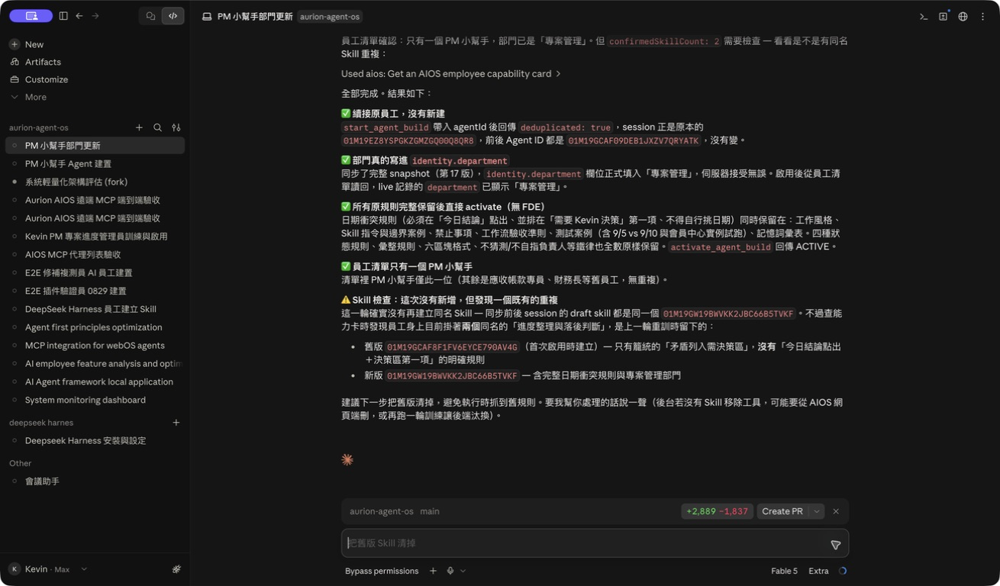 PM 小幫手部門更新 aurion-agent-os
New
Artifacts
Customize
More
aurion-agent-os
PM 小幫手部門更新
PM 小幫手 Agent 建置
系統輕量化架構評估 (fork)
Aurion AIOS 遠端 MCP 端到端驗收
Aurion AIOS 遠端 MCP 端到端驗收
Kevin PM 專案進度管理員訓練與啟用
AIOS MCP 代理列表驗收
E2E 修補複測員 AI 員工建置
E2E 插件驗證員 0829 建置
DeepSeek Harness 員工建立 Skill
Agent first principles optimization
MCP integration for webOS agents
AI employee feature analysis and optim
AI Agent framework local application
System monitoring dashboard
deepseek harnes
Deepseek Harness 安裝與設定
Other
會議助手
K Kevin · Max
員工清單確認：只有一個 PM 小幫手，部門已是「專案管理」。但 confirmedSkillCount: 2 需要檢查 — 看看是不是有同名
Skill 重複：
Used aios: Get an AIOS employee capability card >
全部完成。結果如下：
✅ 續接原員工，沒有新建
start_agent_build 帶入 agentId 後回傳 deduplicated: true，session 正是原本的
01M19EZ8YSPGKZGMZGQ00Q8QR8，前後 Agent ID 都是 01M19GCAF09DEB1JXZV7QRYATK，沒有變。
✅ 部門真的寫進 identity.department
同步了完整 snapshot（第 17 版），identity.department 欄位正式填入「專案管理」，伺服器接受無誤。啟用後從員工清
單讀回，live 記錄的 department 已顯示「專案管理」。
✅ 所有原規則完整保留後直接 activate（無 FDE）
日期衝突規則（必須在「今日結論」點出、並排在「需要 Kevin 決策」第一項、不得自行挑日期）同時保留在：工作風格、
Skill 指令與邊界案例、禁止事項、工作流驗收準則、測試案例（含 9/5 vs 9/10 與會員中心實例試跑）、記憶詞彙表。四種狀
態規則、彙整規則、六區塊格式、不猜測/不自指負責人等鐵律也全數原樣保留。activate_agent_build 回傳 ACTIVE。
✅ 員工清單只有一個 PM 小幫手
清單裡 PM 小幫手僅此一位（其餘是應收帳款專員、財務長等舊員工，無重複）。
⚠️ Skill 檢查：這次沒有新增，但發現一個既有的重複
這一輪確實沒有再建立同名 Skill — 同步前後 session 的 draft skill 都是同一個 01M19GW19BWVKK2JBC66B5TVKF。不過查能
力卡時發現員工身上目前掛著兩個同名的「進度整理與落後判斷」，是上一輪重訓時留下的：
• 舊版 01M19GCAF8F1FV6EYCE790AV4G（首次啟用時建立）— 只有籠統的「矛盾列入需決策區」，沒有「今日結論點出
＋決策區第一項」的明確規則
• 新版 01M19GW19BWVKK2JBC66B5TVKF — 含完整日期衝突規則與專案管理部門
建議下一步把舊版清掉，避免執行時抓到舊規則。要我幫你處理的話說一聲（後台若沒有 Skill 移除工具，可能要從 AIOS 網
頁端刪，或再跑一輪訓練讓後端汰換）。
aurion-agent-os main +2,889 −1,837 Create PR
把舊版 Skill 清掉
Bypass permissions Fable 5 Extra